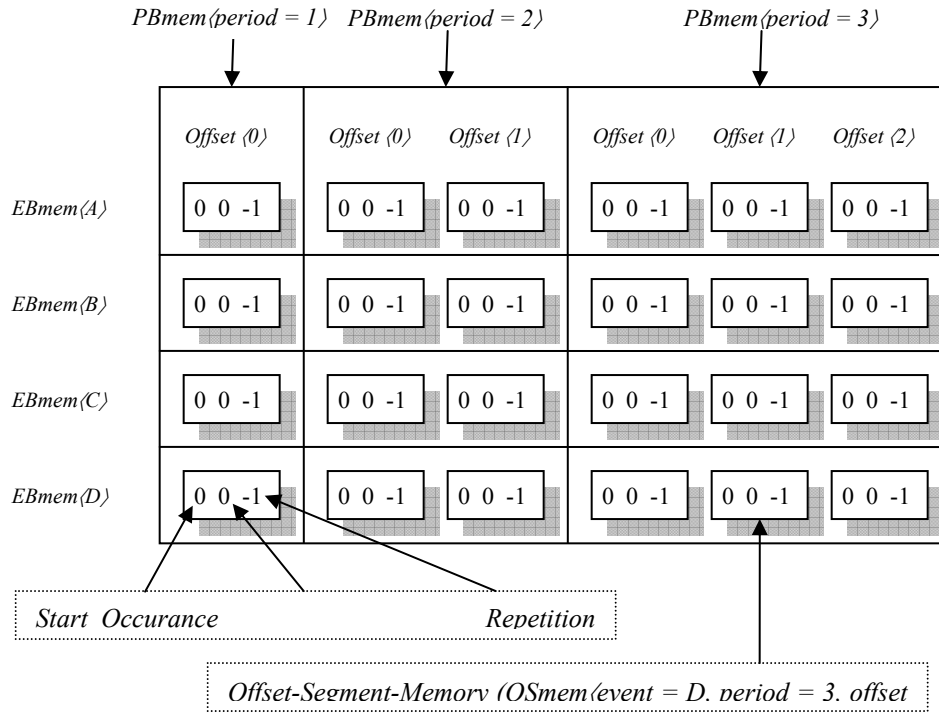 PBmem⟨period = 1⟩ PBmem⟨period = 2⟩ PBmem⟨period = 3⟩
Offset ⟨0⟩ Offset ⟨0⟩ Offset ⟨1⟩ Offset ⟨0⟩ Offset ⟨1⟩ Offset ⟨2⟩
EBmem⟨A⟩ 0 0 -1 0 0 -1 0 0 -1 0 0 -1 0 0 -1 0 0 -1
EBmem⟨B⟩ 0 0 -1 0 0 -1 0 0 -1 0 0 -1 0 0 -1 0 0 -1
EBmem⟨C⟩ 0 0 -1 0 0 -1 0 0 -1 0 0 -1 0 0 -1 0 0 -1
EBmem⟨D⟩ 0 0 -1 0 0 -1 0 0 -1 0 0 -1 0 0 -1 0 0 -1
Start Occurance Repetition
Offset-Segment-Memory (OSmem⟨event = D, period = 3, offset